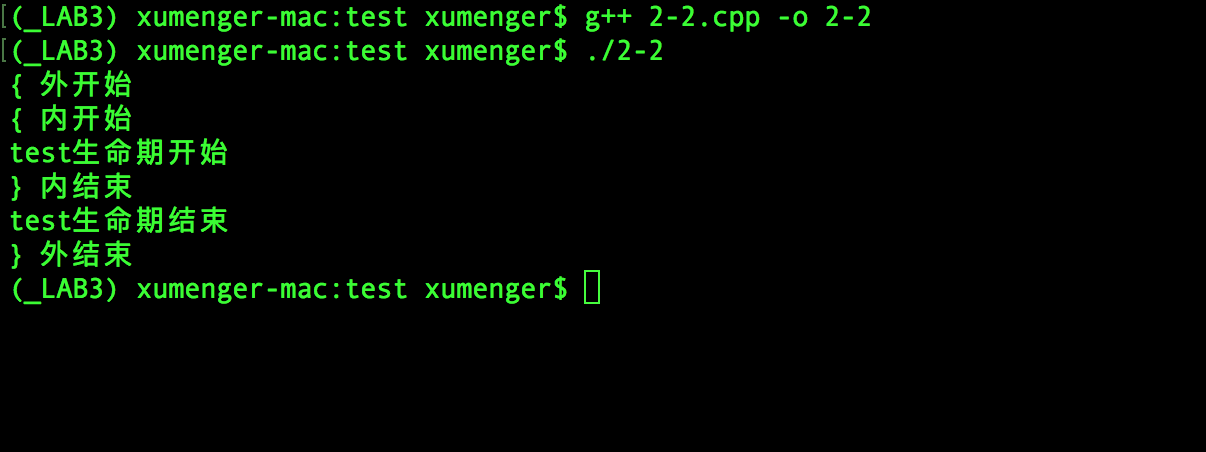 (_LAB3) xumenger-mac:test xumenger$ g++ 2-2.cpp -o 2-2
(_LAB3) xumenger-mac:test xumenger$ ./2-2
{ 外开始
{ 内开始
test生命期开始
} 内结束
test生命期结束
} 外结束
(_LAB3) xumenger-mac:test xumenger$